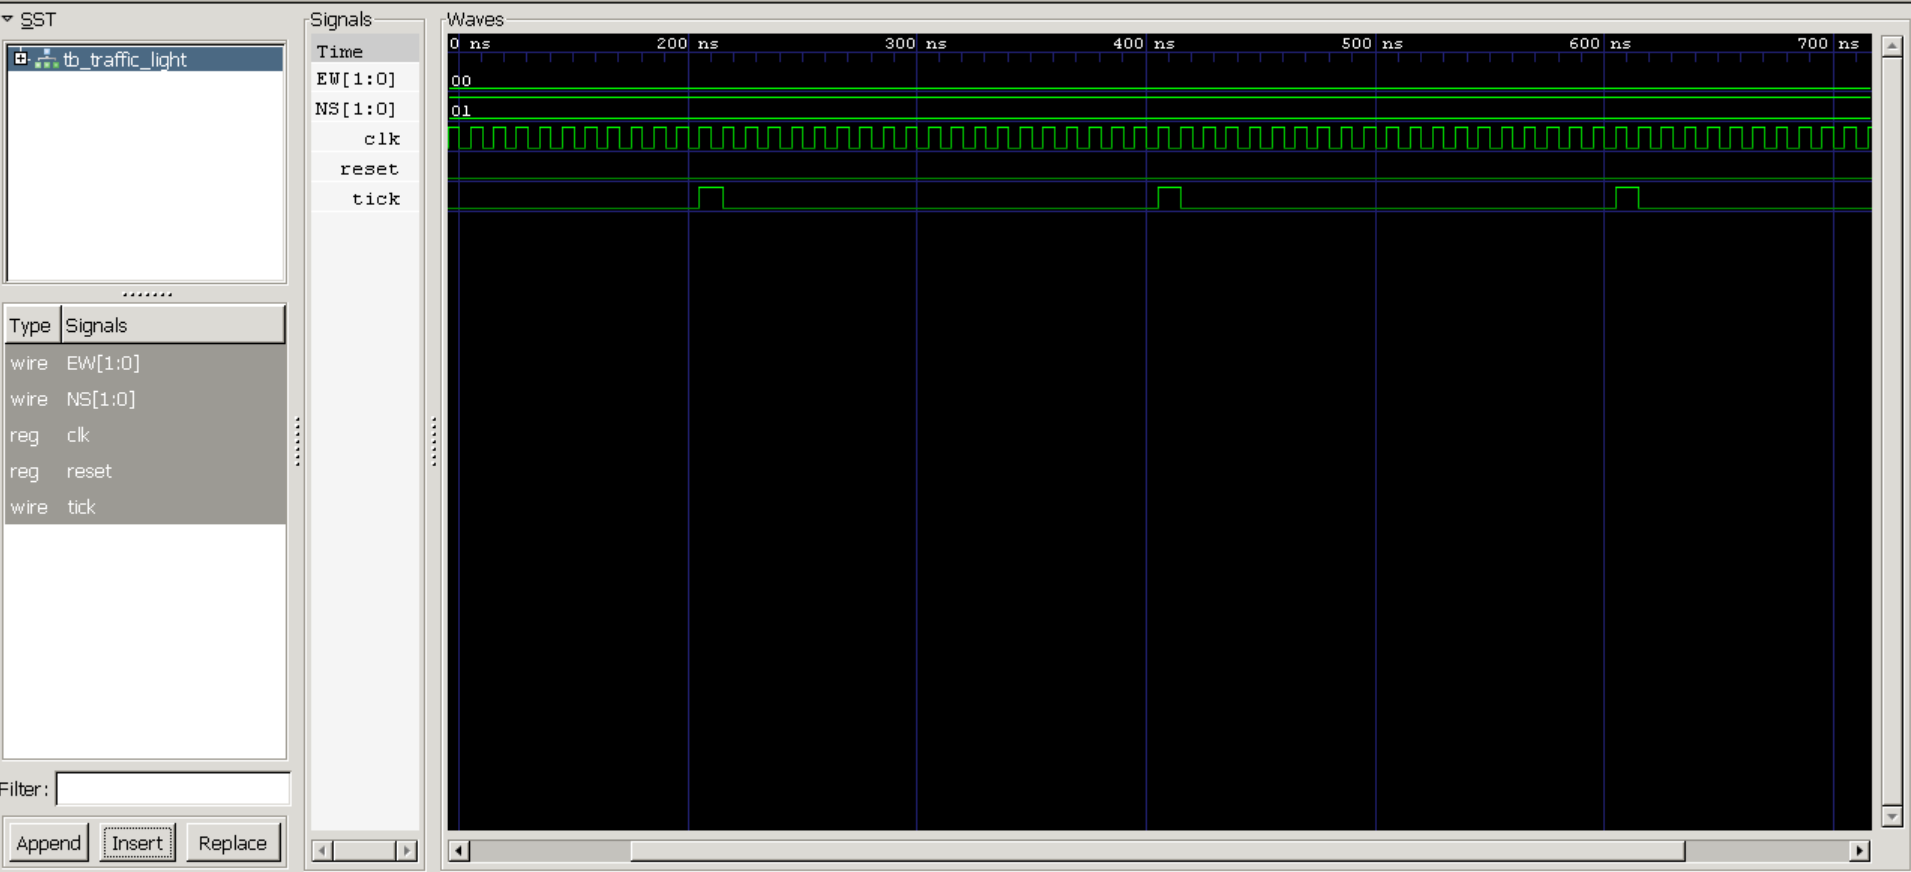 SST
tb_traffic_light
Type Signals
wire EW[1:0]
wire NS[1:0]
reg clk
reg reset
wire tick
Filter:
Append Insert Replace
Signals
Time
EW[1:0]
NS[1:0]
clk
reset
tick
Waves
0 ns 200 ns 300 ns 400 ns 500 ns 600 ns 700 ns
00
01